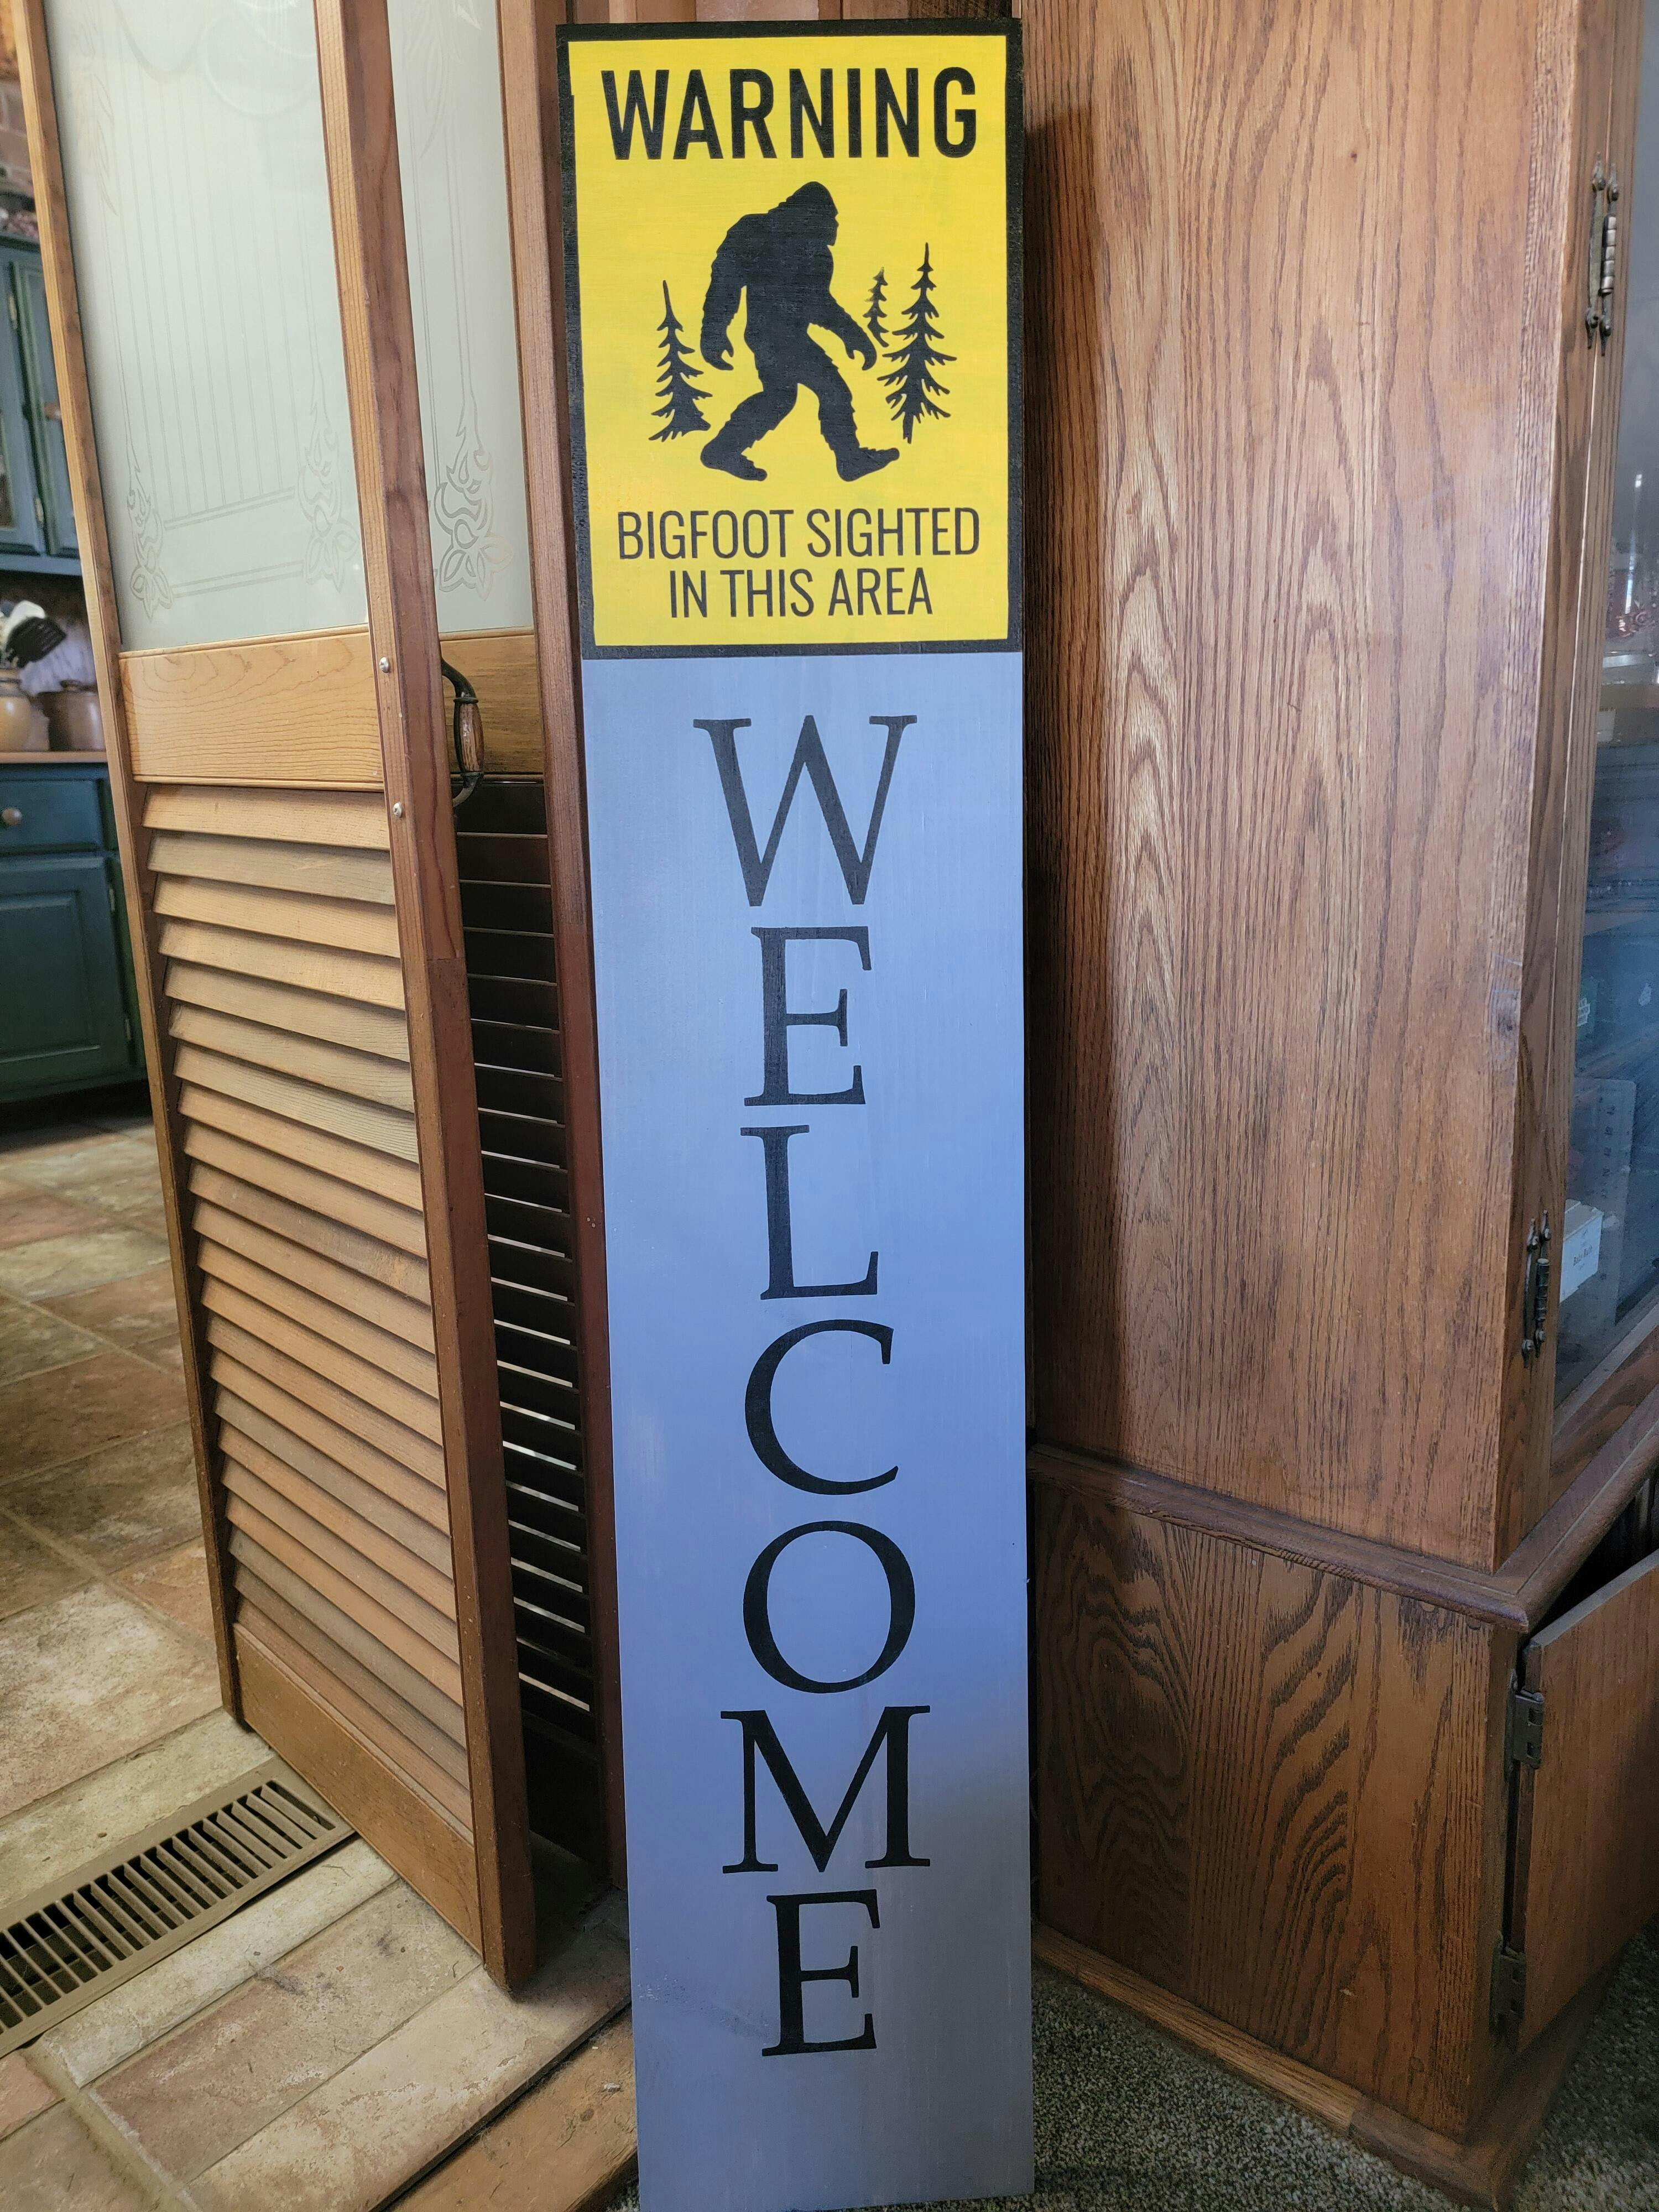 WARNING
BIGFOOT SIGHTED
IN THIS AREA
W
E
L
C
O
M
E